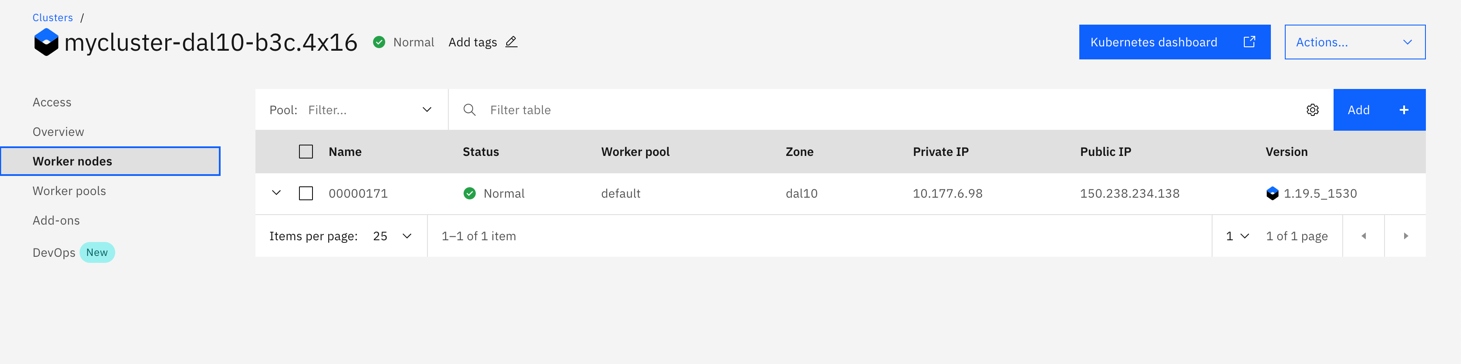 Clusters /
mycluster-dal10-b3c.4x16 Normal Add tags
Kubernetes dashboard Actions...
Access
Overview
Worker nodes
Worker pools
Add-ons
DevOps New
Pool: Filter... Filter table Add +
Name Status Worker pool Zone Private IP Public IP Version
00000171 Normal default dal10 10.177.6.98 150.238.234.138 1.19.5_1530
Items per page: 25 1–1 of 1 item 1 1 of 1 page